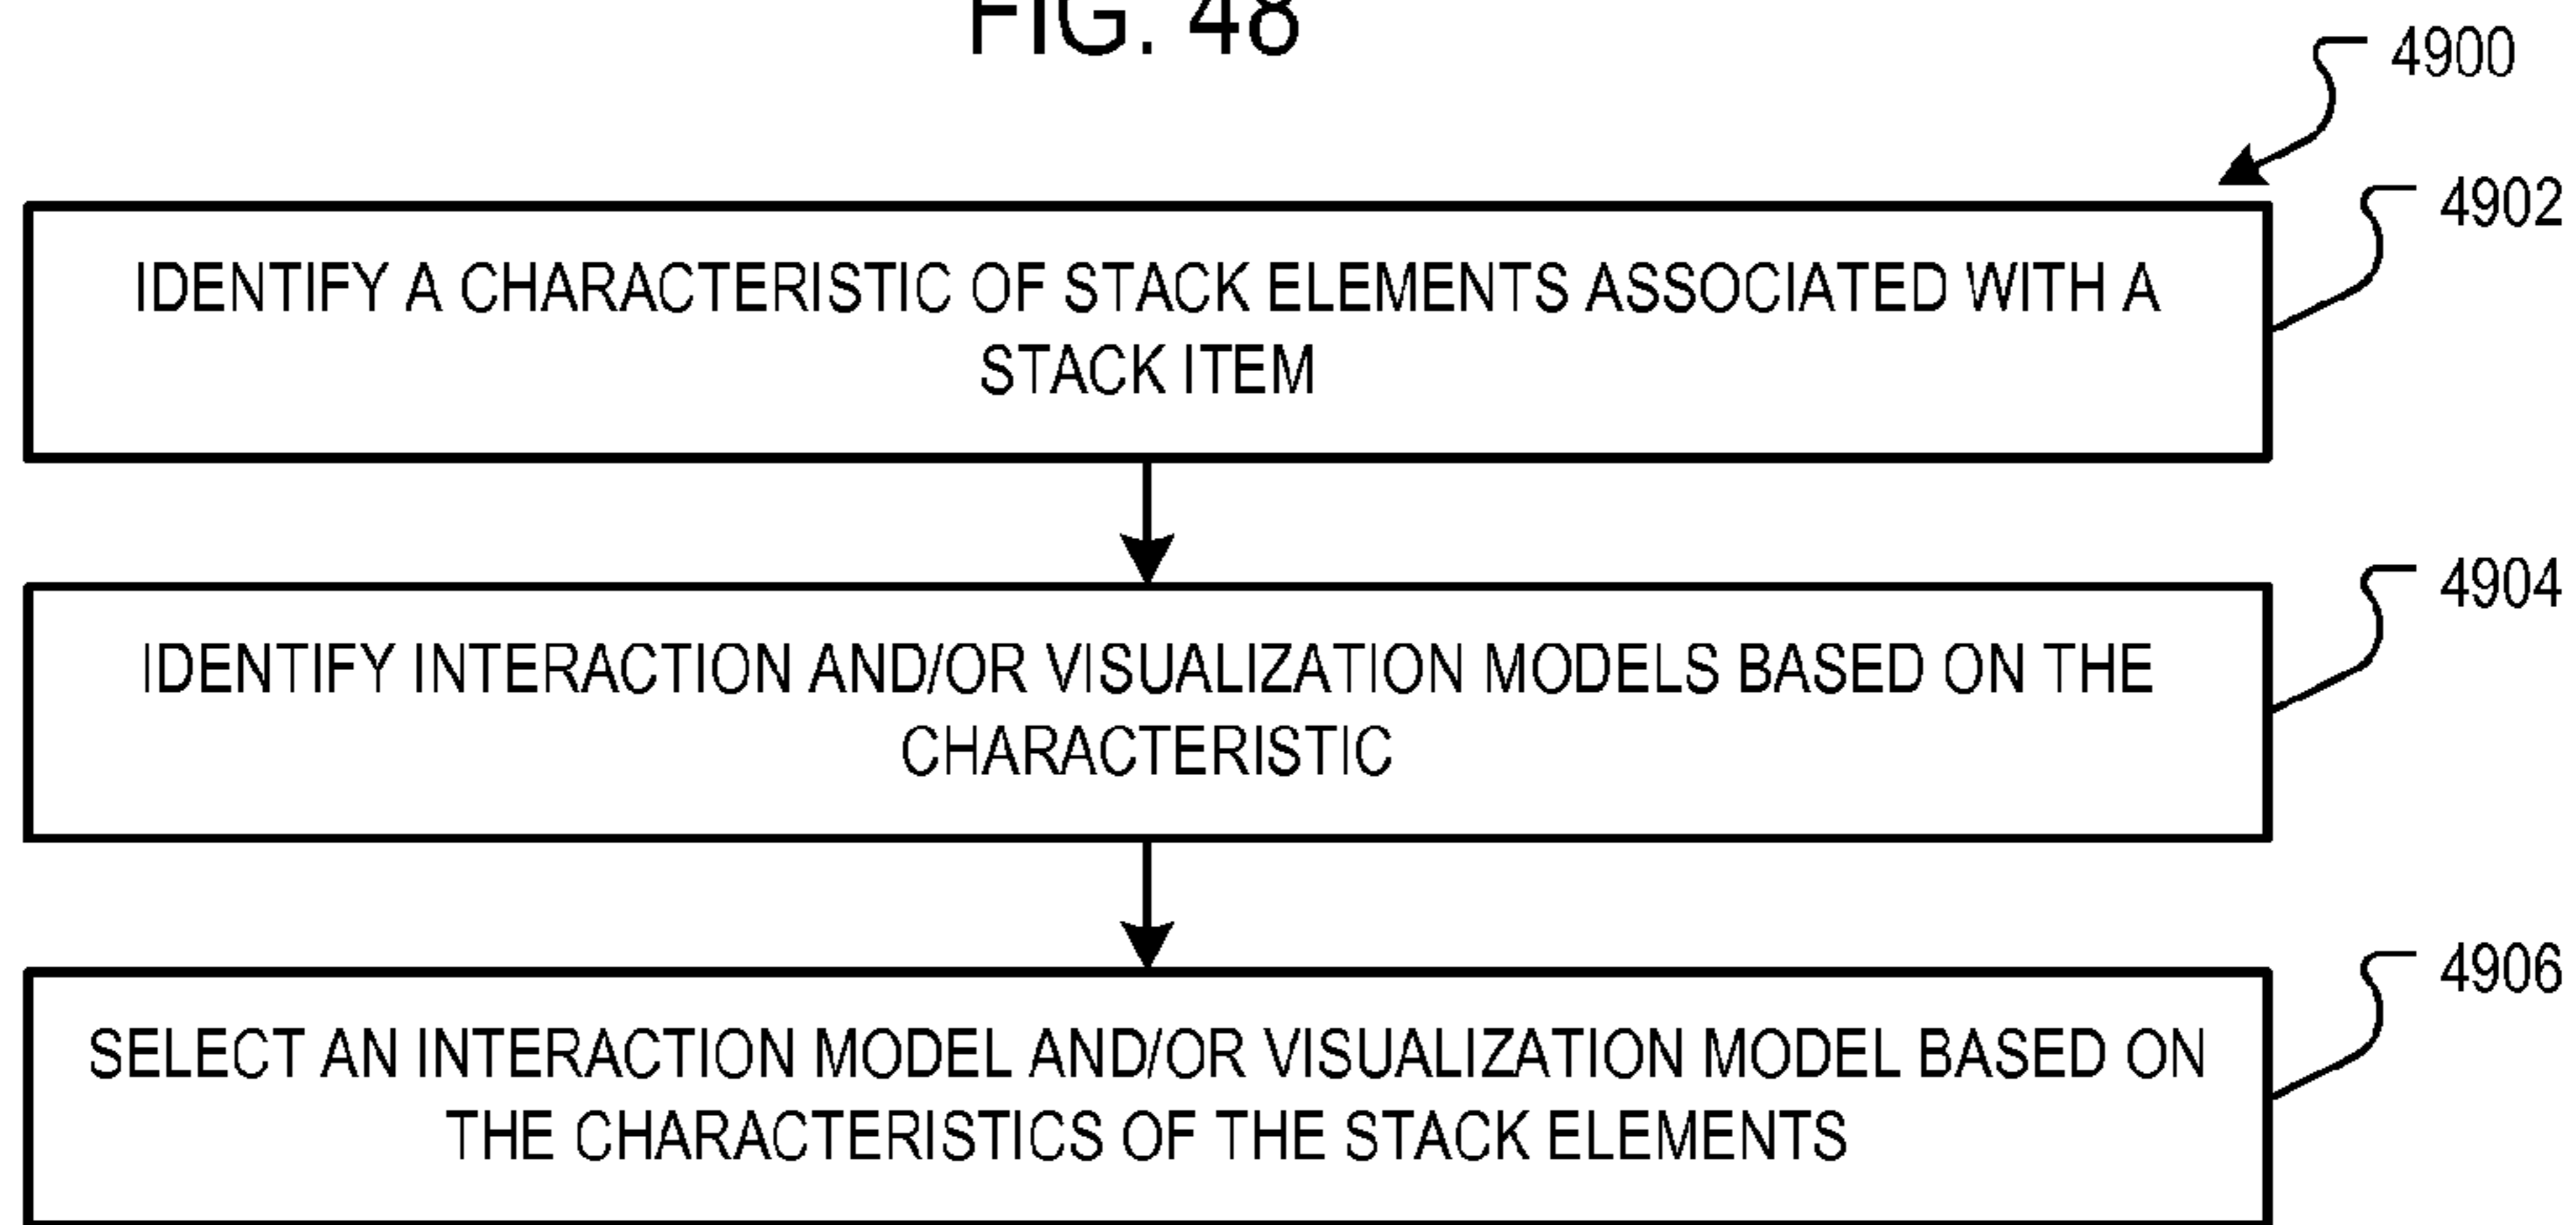 FIG. 48
4900
4902
IDENTIFY A CHARACTERISTIC OF STACK ELEMENTS ASSOCIATED WITH A
STACK ITEM
4904
IDENTIFY INTERACTION AND/OR VISUALIZATION MODELS BASED ON THE
CHARACTERISTIC
4906
SELECT AN INTERACTION MODEL AND/OR VISUALIZATION MODEL BASED ON
THE CHARACTERISTICS OF THE STACK ELEMENTS